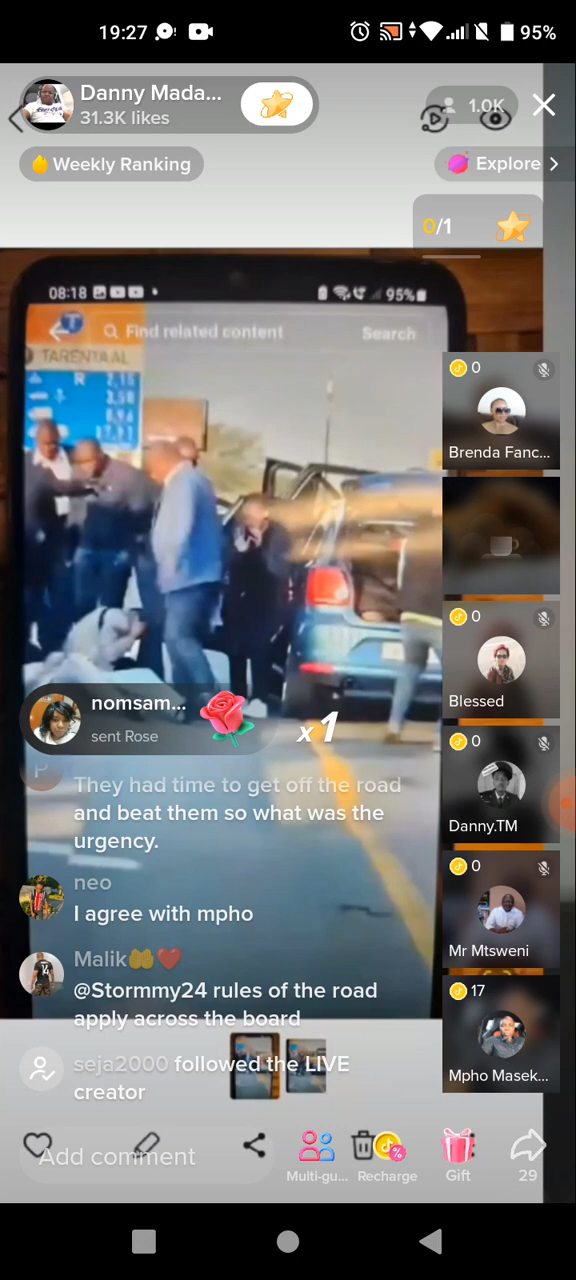 19:27
95%
Danny Mada...
31.3K likes
1.0K
Weekly Ranking
Explore
0/1
08:18
95%
Find related content
Search
TARENTAAL
R
0
Brenda Fanc...
0
Blessed
0
Danny.TM
0
Mr Mtsweni
17
Mpho Masek...
nomsam...
sent Rose
x1
P
They had time to get off the road
and beat them so what was the
urgency.
neo
I agree with mpho
Malik
@Stormmy24 rules of the road
apply across the board
seja2000 followed the LIVE
creator
Add comment
Multi-gu...
Recharge
Gift
29